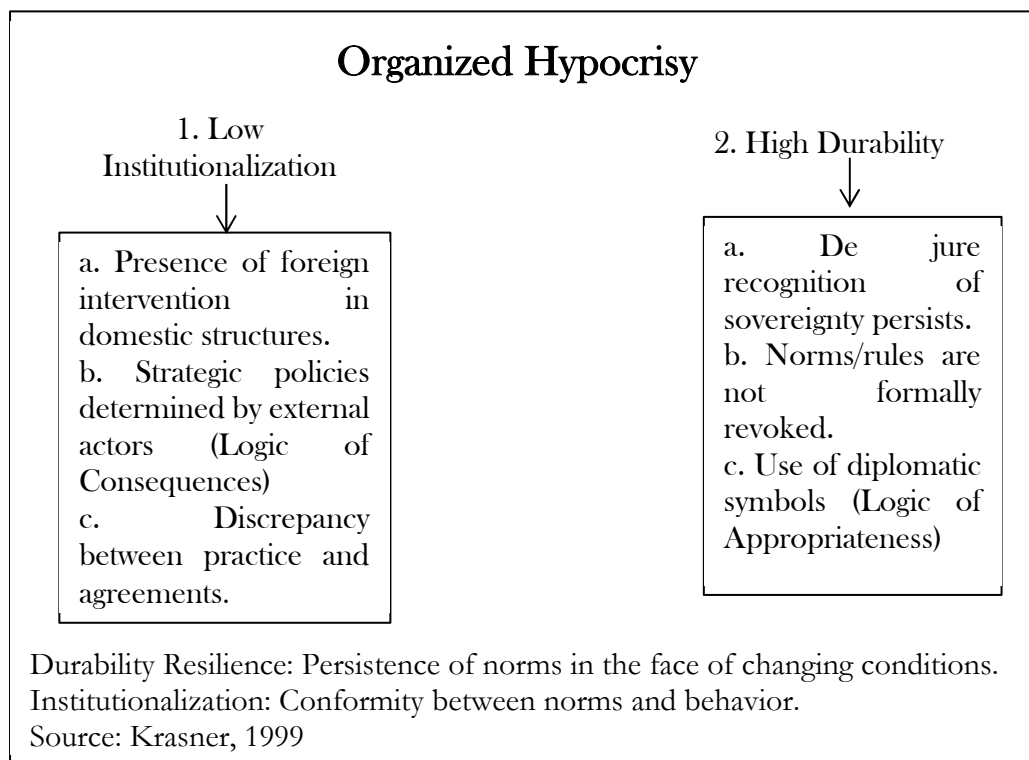 Organized Hypocrisy
1. Low
Institutionalization
a. Presence of foreign
intervention in
domestic structures.
b. Strategic policies
determined by external
actors (Logic of
Consequences)
c. Discrepancy
between practice and
agreements.
2. High Durability
a. De jure
recognition of
sovereignty persists.
b. Norms/rules are
not formally
revoked.
c. Use of diplomatic
symbols (Logic of
Appropriateness)
Durability Resilience: Persistence of norms in the face of changing conditions.
Institutionalization: Conformity between norms and behavior.
Source: Krasner, 1999